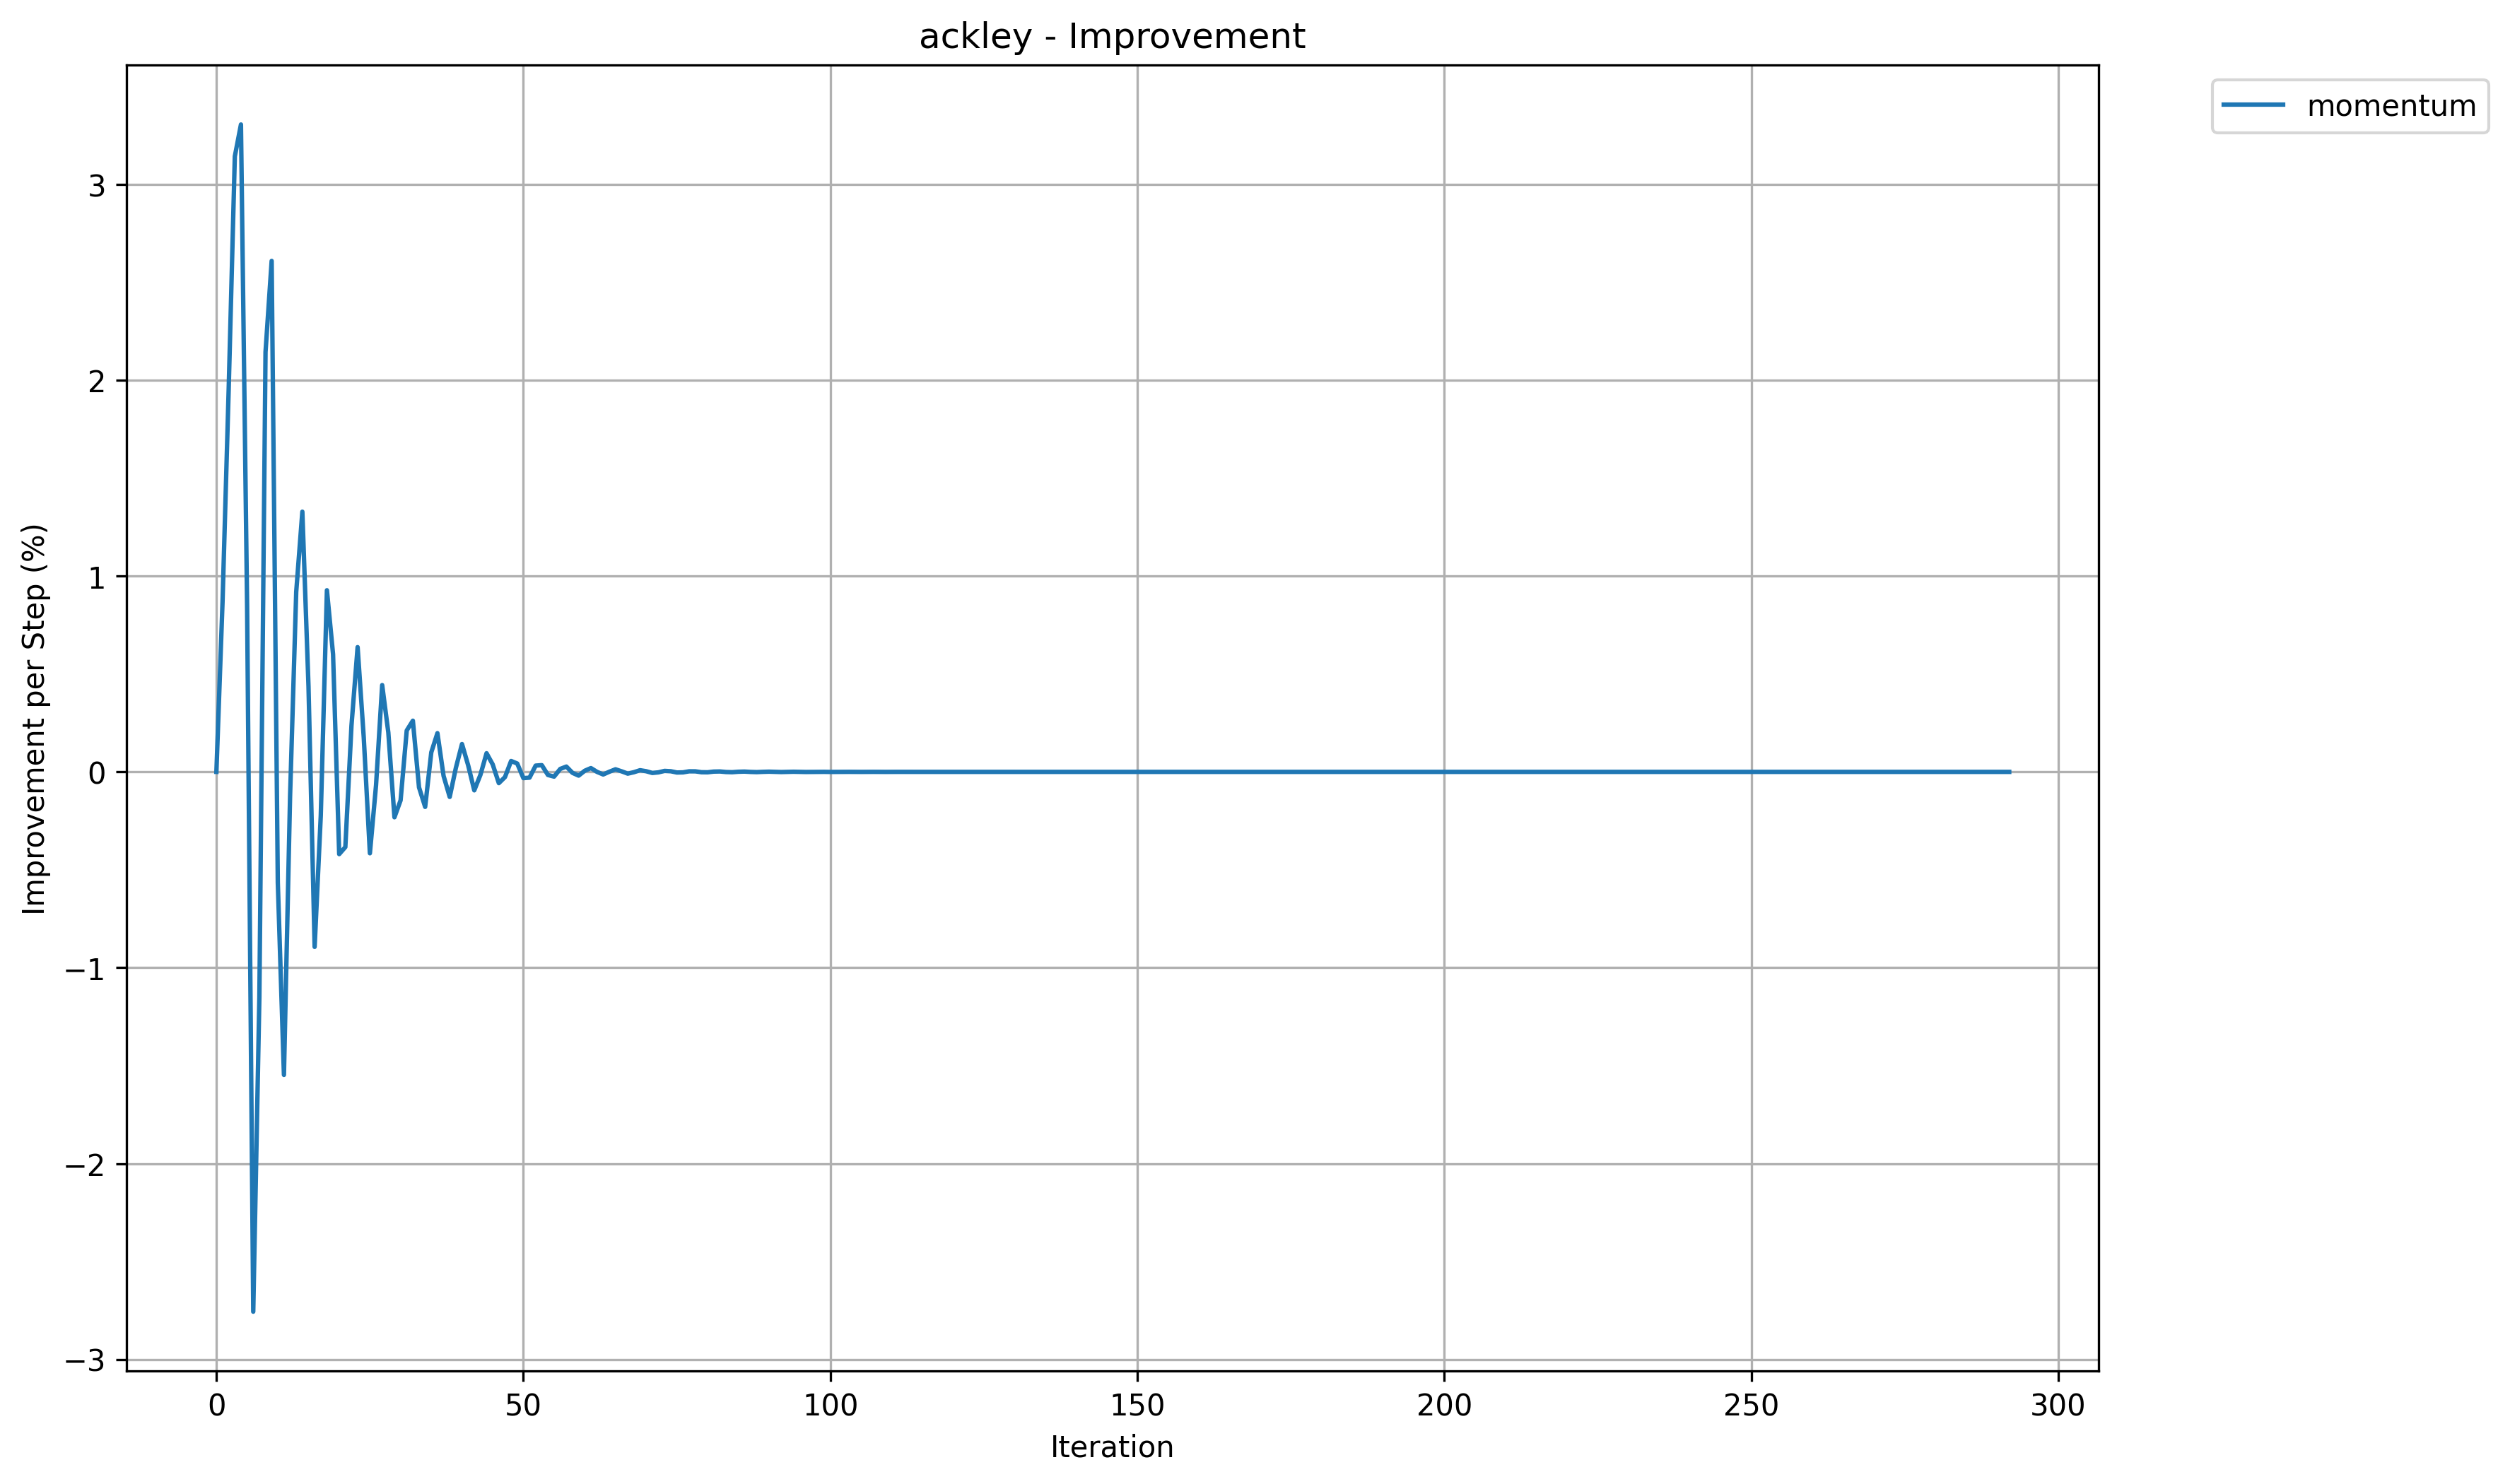 ackley - Improvement
momentum
Improvement per Step (%)
3
2
1
0
−1
−2
−3
0 50 100 150 200 250 300
Iteration